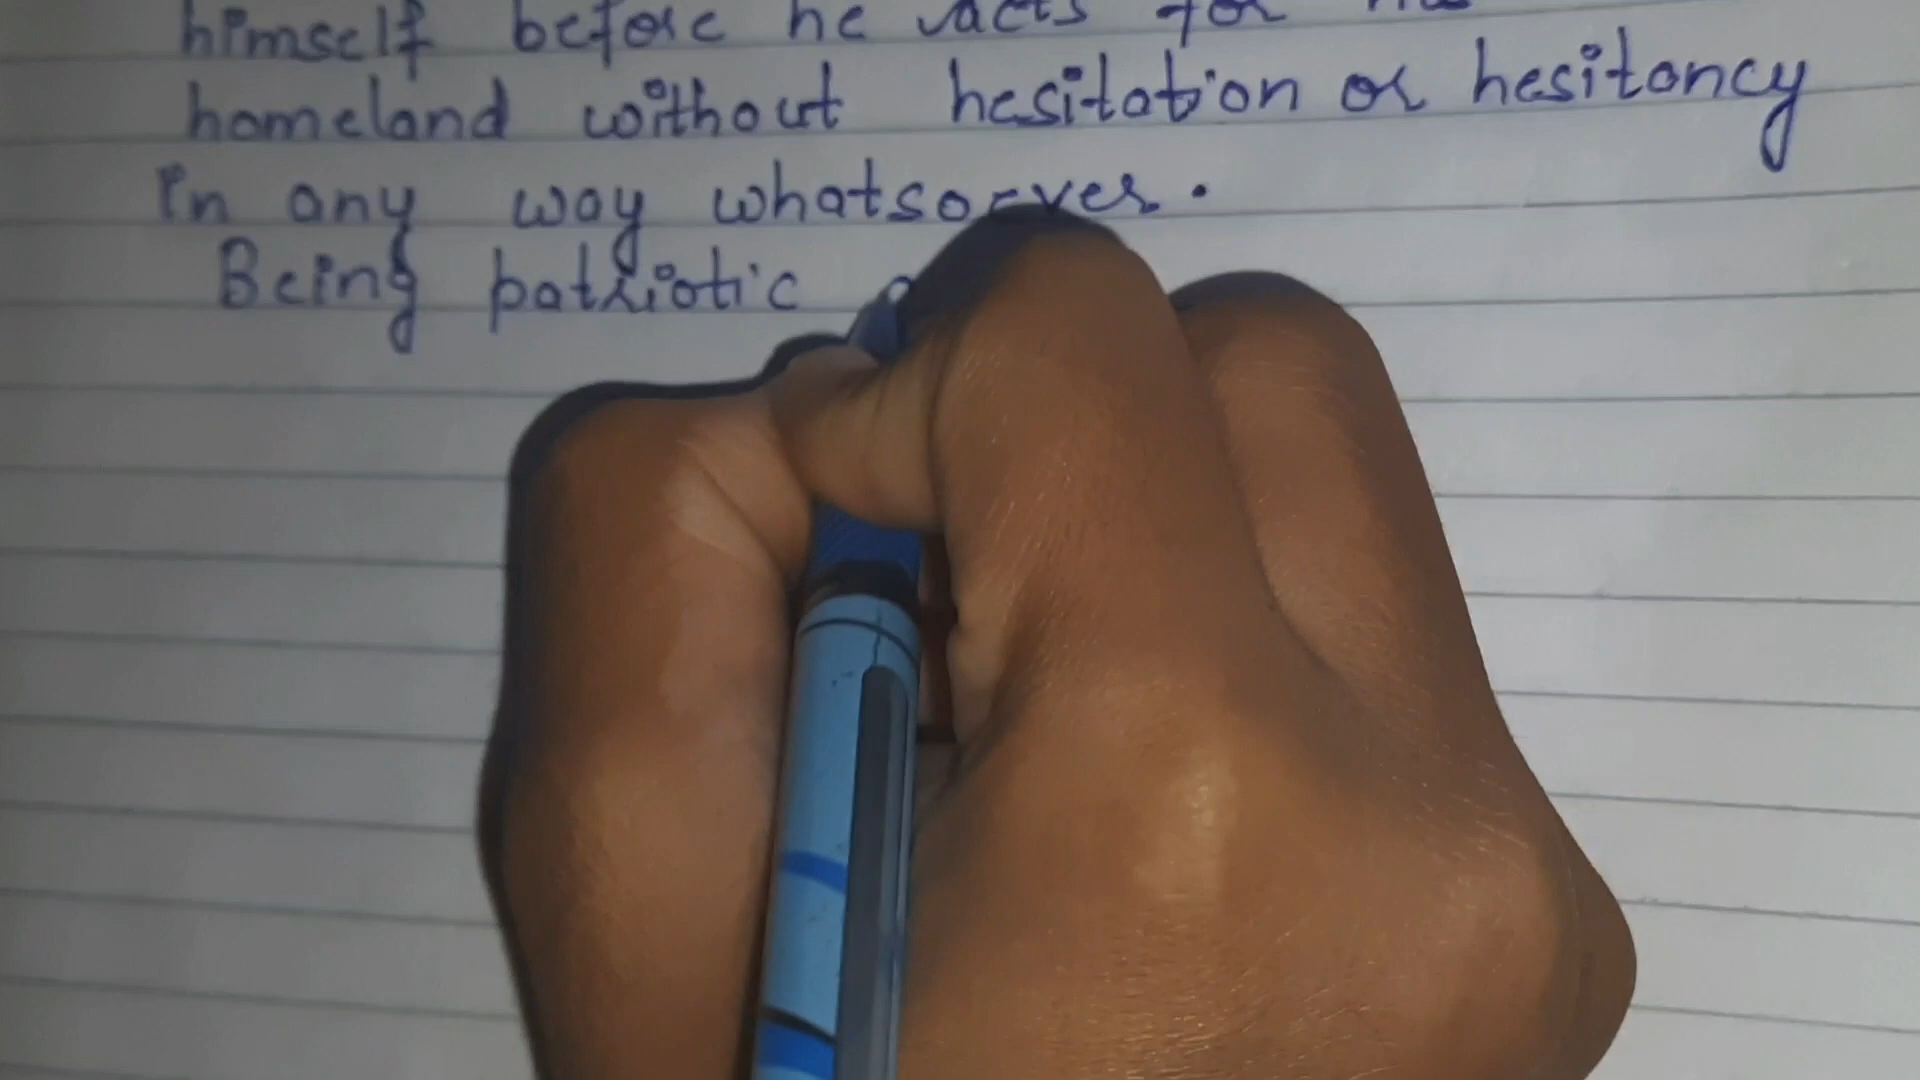 himself before he acts for his
homeland without hesitation or hesitancy
in any way whatsoever.
Being patriotic